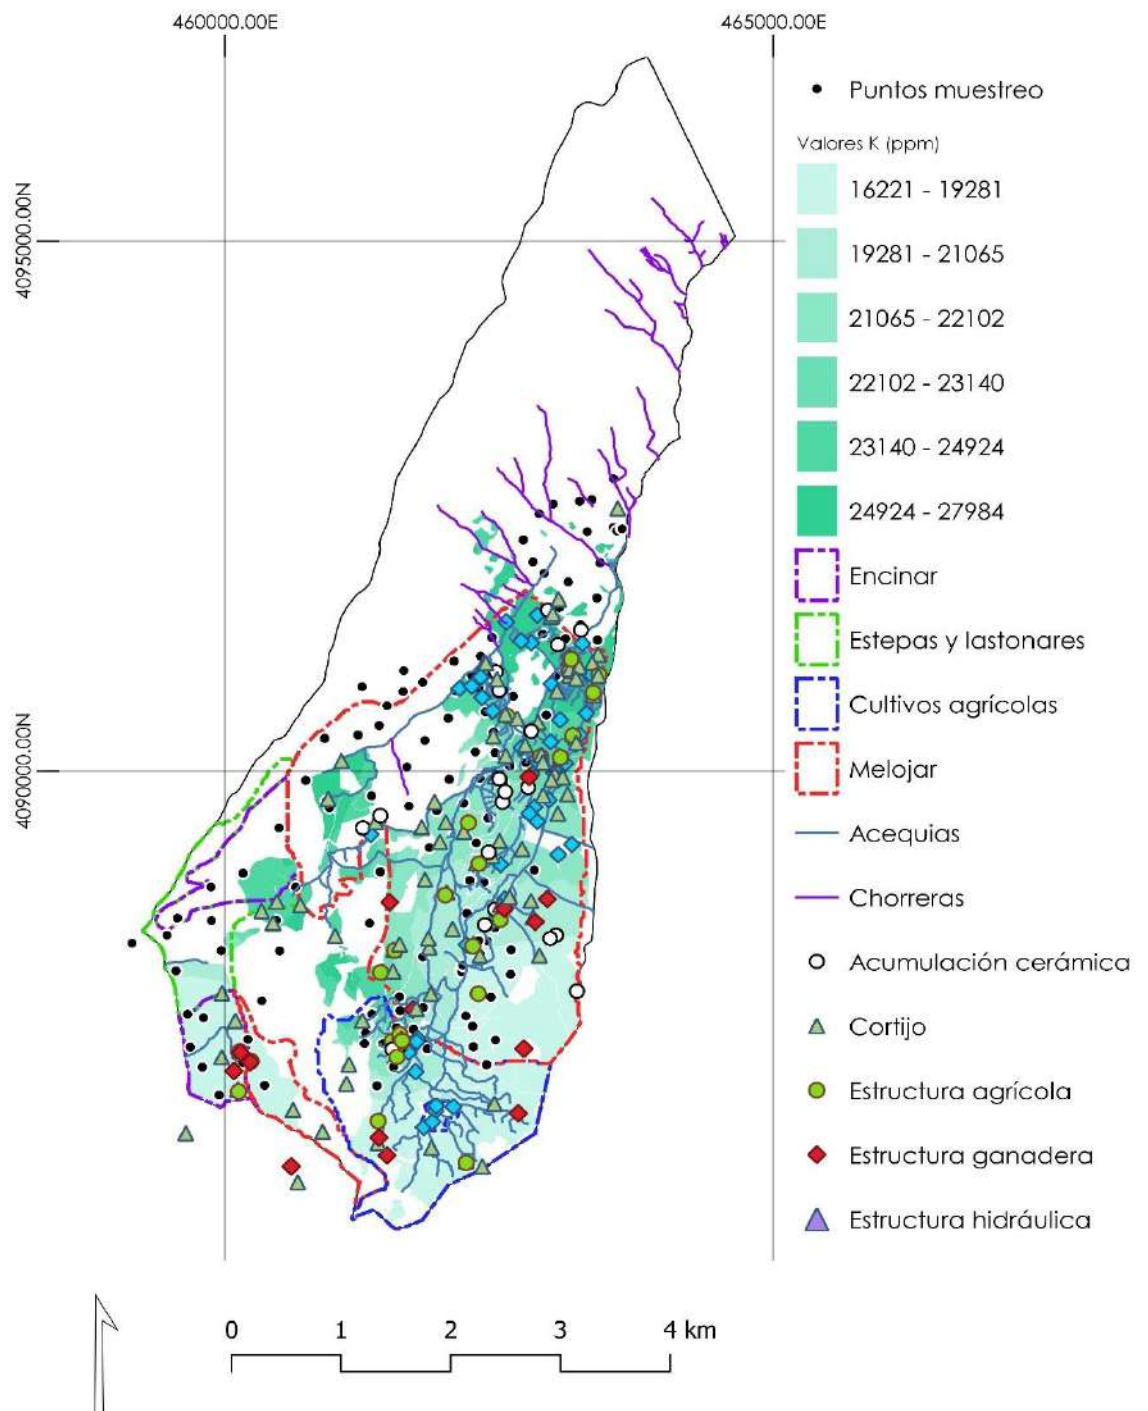 460000.00E
465000.00E
4095000.00N
4090000.00N
Puntos muestreo
Valores K (ppm)
16221 - 19281
19281 - 21065
21065 - 22102
22102 - 23140
23140 - 24924
24924 - 27984
Encinar
Estepas y lastonares
Cultivos agrícolas
Melojar
Acequias
Chorreras
Acumulación cerámica
Cortijo
Estructura agrícola
Estructura ganadera
Estructura hidráulica
0 1 2 3 4 km